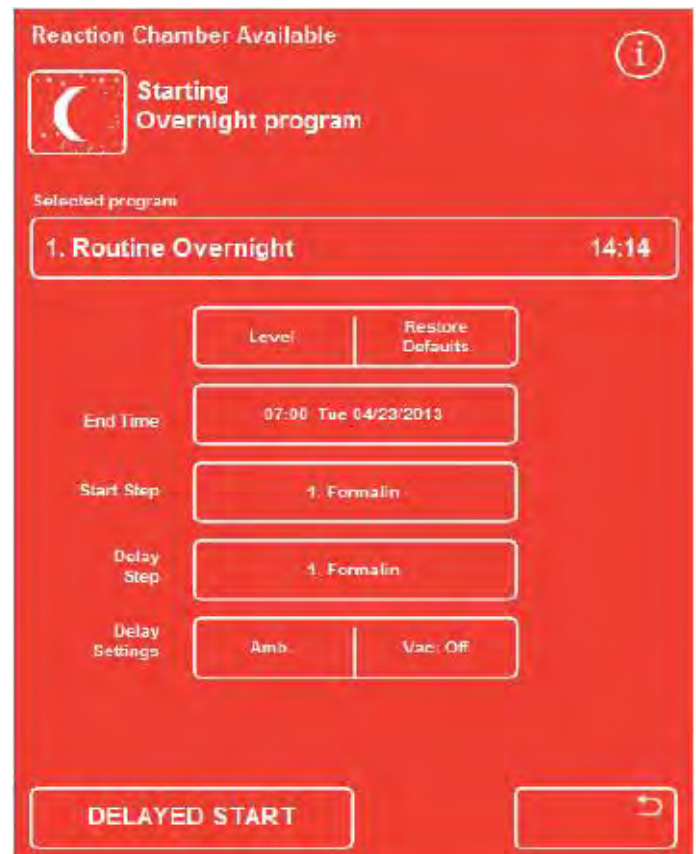 Reaction Chamber Available
i
Starting
Overnight program
Selected program
1. Routine Overnight 14:14
Level
Restore
Defaults
End Time
07:00 Tue 04/23/2013
Start Step
1. Formalin
Delay
Step
1. Formalin
Delay
Settings
Amb.
Vac: Off
DELAYED START